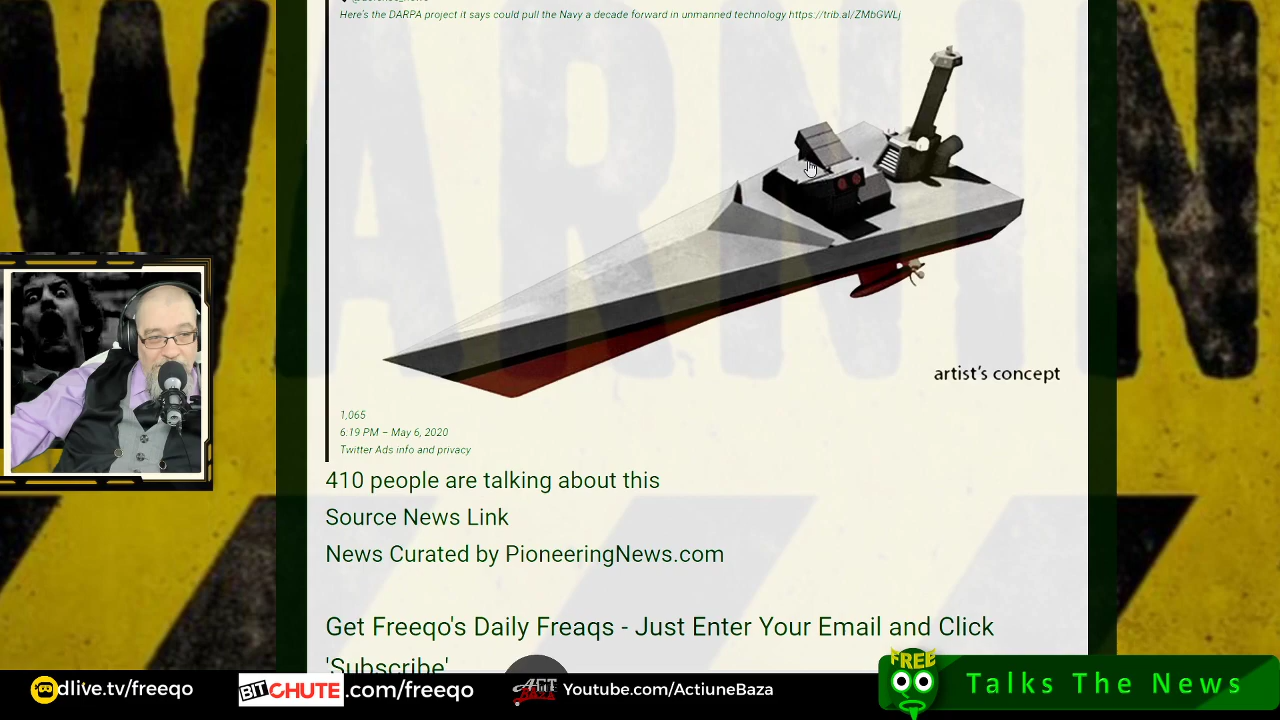 Here's the DARPA project it says could pull the Navy a decade forward in unmanned technology https://trib.al/ZMbGWLj
artist's concept
1,065
6:19 PM – May 6, 2020
Twitter Ads info and privacy
410 people are talking about this
Source News Link
News Curated by PioneeringNews.com
Get Freeqo's Daily Freaqs - Just Enter Your Email and Click
'Subscribe'
dlive.tv/freeqo
BITCHUTE.com/freeqo
Youtube.com/ActiuneBaza
FREE
Talks The News